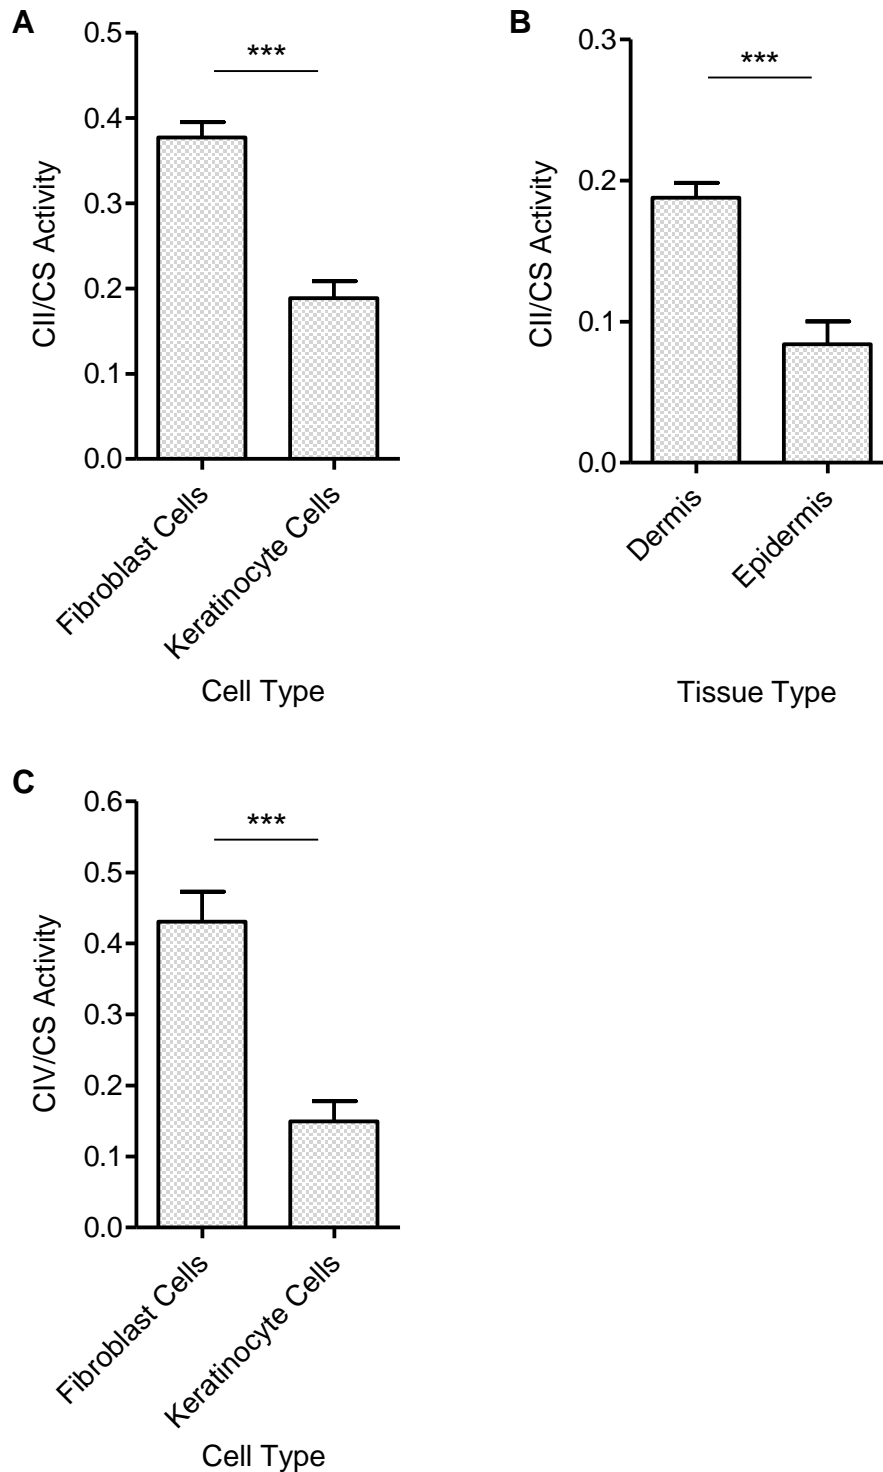 A
0.5
0.4
0.3
0.2
0.1
0.0
CII/CS Activity
***
Fibroblast Cells
Keratinocyte Cells
Cell Type
B
0.3
0.2
0.1
0.0
CII/CS Activity
***
Dermis
Epidermis
Tissue Type
C
0.6
0.5
0.4
0.3
0.2
0.1
0.0
CIV/CS Activity
***
Fibroblast Cells
Keratinocyte Cells
Cell Type